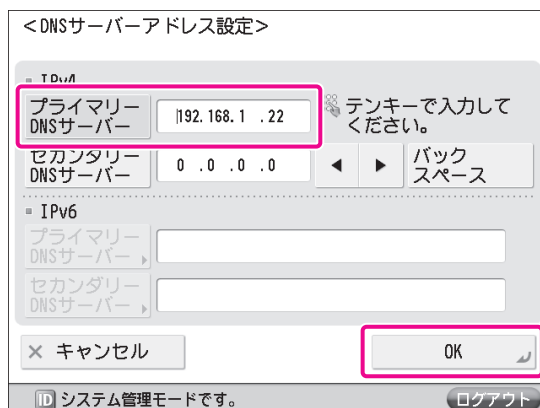 <DNSサーバーアドレス設定>
IPv4
プライマリー
DNSサーバー
192.168.1 .22
テンキーで入力して
ください。
セカンダリー
DNSサーバー
0 .0 .0 .0
◀ ▶
バック
スペース
IPv6
プライマリー
DNSサーバー
セカンダリー
DNSサーバー
× キャンセル
OK
ID システム管理モードです。
ログアウト